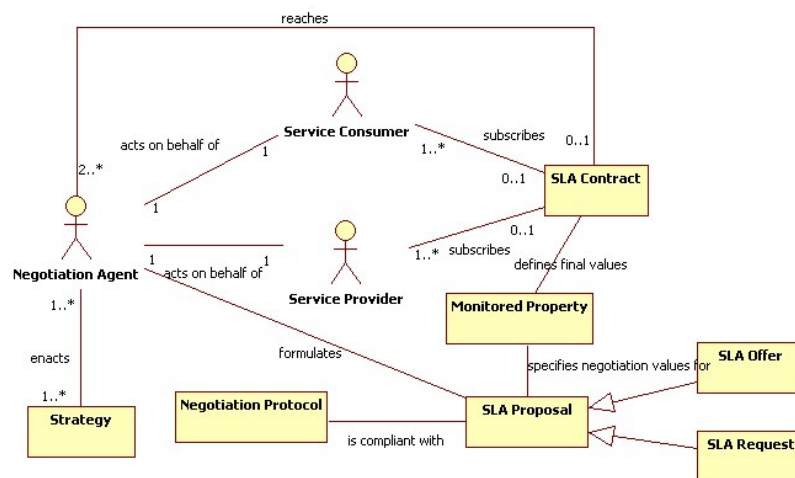 reaches
Service Consumer
acts on behalf of
1
1
subscribes
1..*
0..1
0..1
SLA Contract
2..*
Negotiation Agent
0..1
1
acts on behalf of
1
Service Provider
1..*
subscribes
defines final values
Monitored Property
1..*
enacts
1..*
Strategy
formulates
specifies negotiation values for
SLA Offer
Negotiation Protocol
is compliant with
SLA Proposal
SLA Request